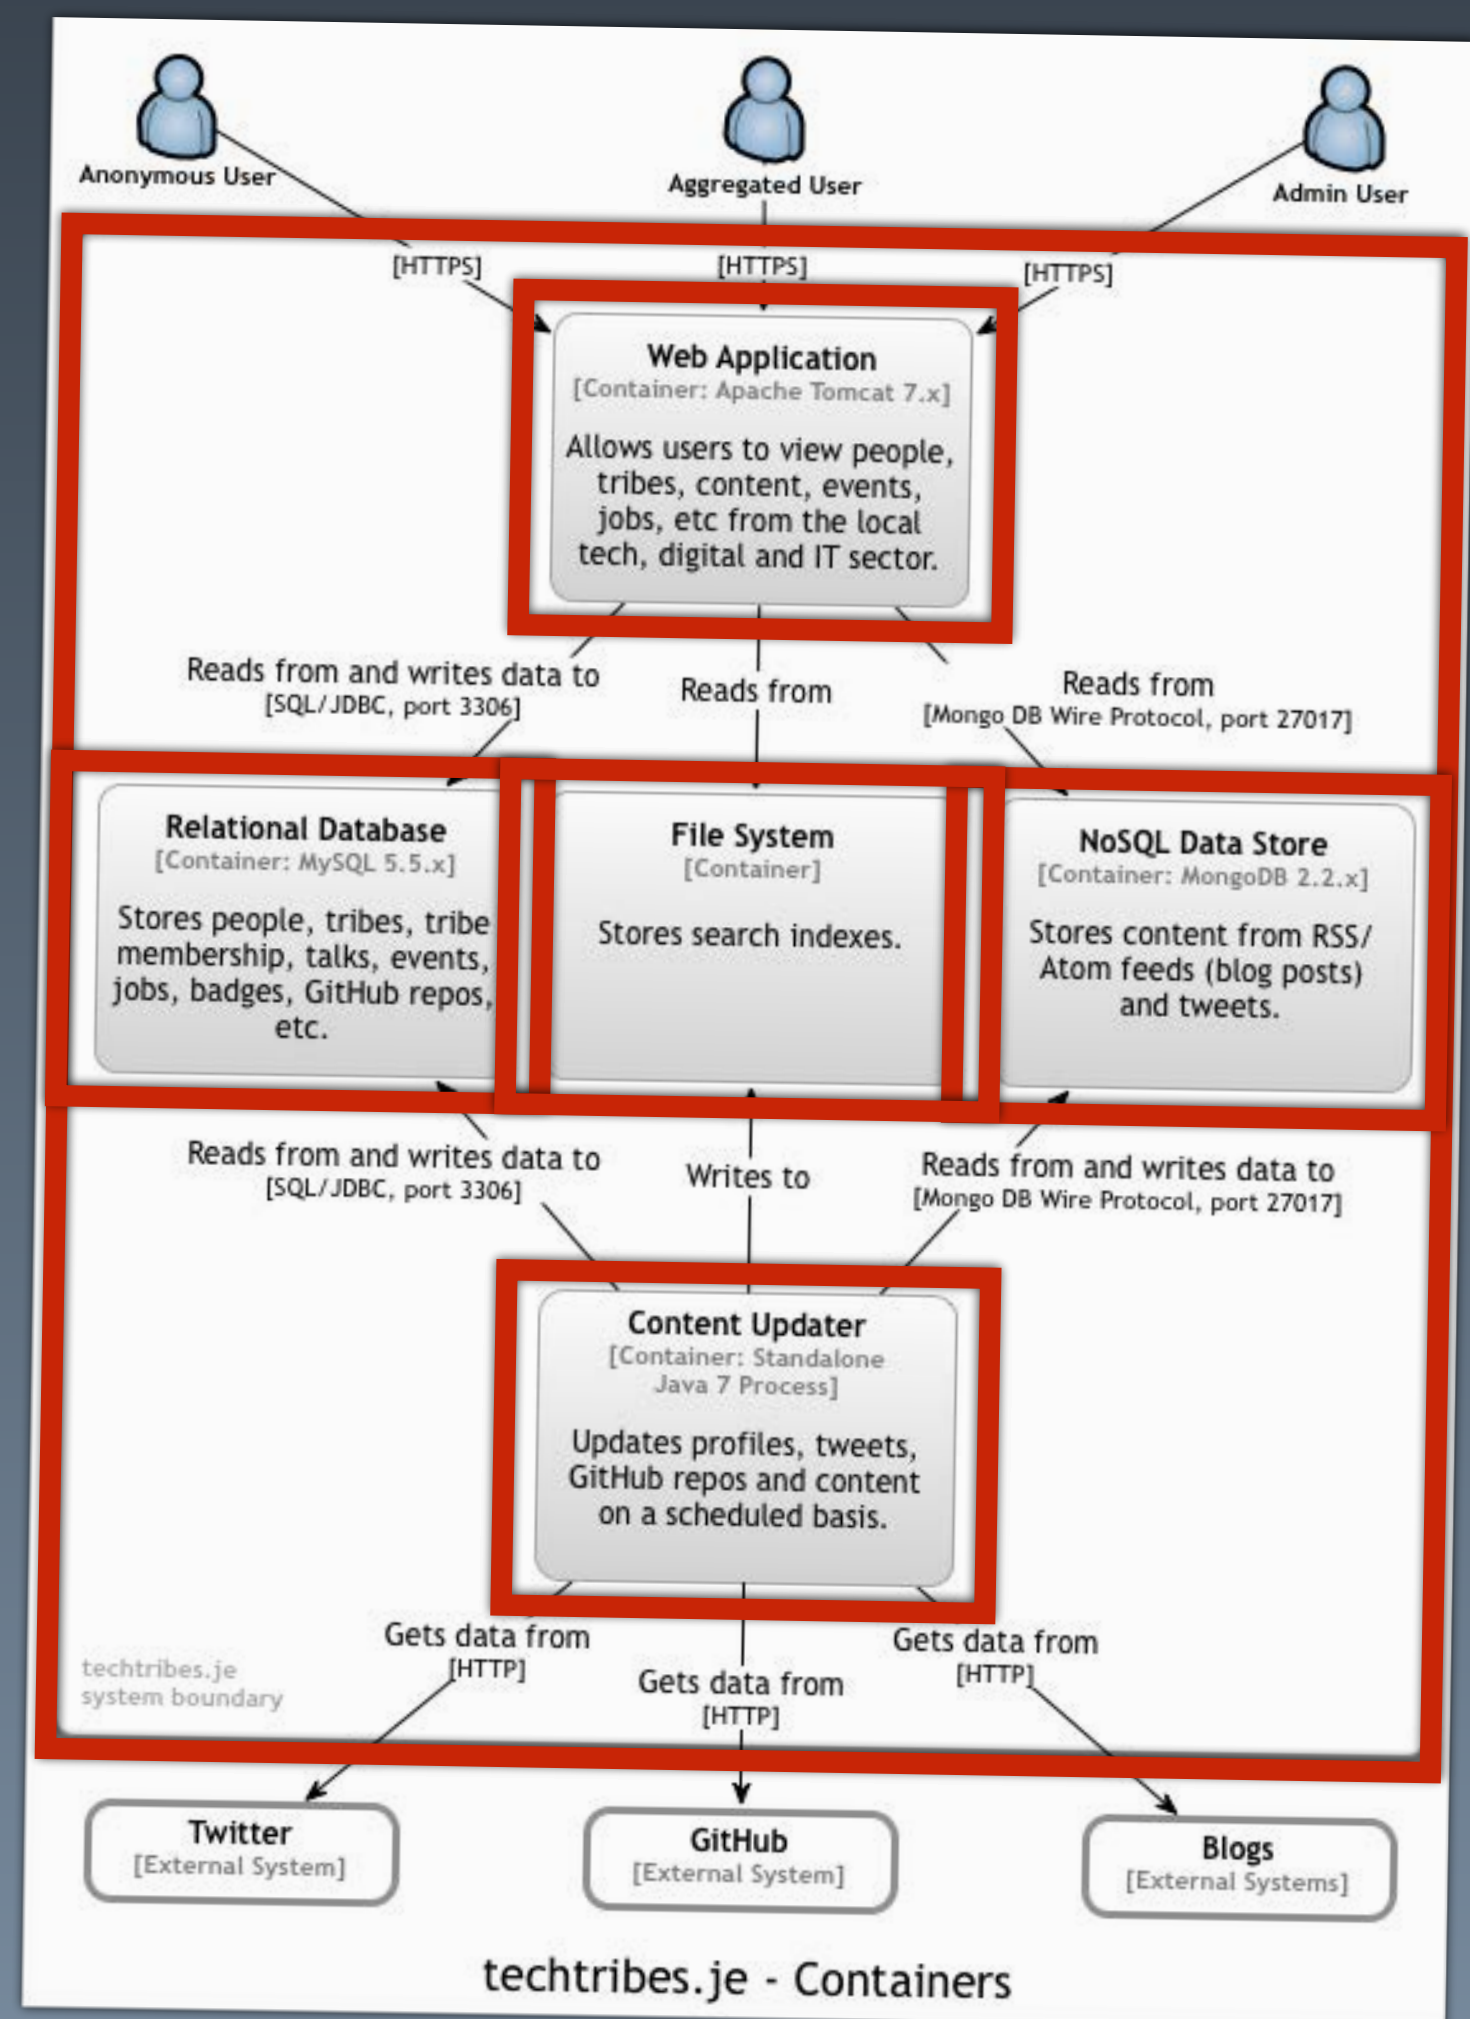 Anonymous User
Aggregated User
Admin User
[HTTPS]
[HTTPS]
[HTTPS]
Web Application
[Container: Apache Tomcat 7.x]
Allows users to view people,
tribes, content, events,
jobs, etc from the local
tech, digital and IT sector.
Reads from and writes data to
[SQL/JDBC, port 3306]
Reads from
Reads from
[Mongo DB Wire Protocol, port 27017]
Relational Database
[Container: MySQL 5.5.x]
Stores people, tribes, tribe
membership, talks, events,
jobs, badges, GitHub repos,
etc.
File System
[Container]
Stores search indexes.
NoSQL Data Store
[Container: MongoDB 2.2.x]
Stores content from RSS/
Atom feeds (blog posts)
and tweets.
Reads from and writes data to
[SQL/JDBC, port 3306]
Writes to
Reads from and writes data to
[Mongo DB Wire Protocol, port 27017]
Content Updater
[Container: Standalone
Java 7 Process]
Updates profiles, tweets,
GitHub repos and content
on a scheduled basis.
Gets data from
[HTTP]
Gets data from
[HTTP]
Gets data from
[HTTP]
techtribes.je
system boundary
Twitter
[External System]
GitHub
[External System]
Blogs
[External Systems]
techtribes.je - Containers